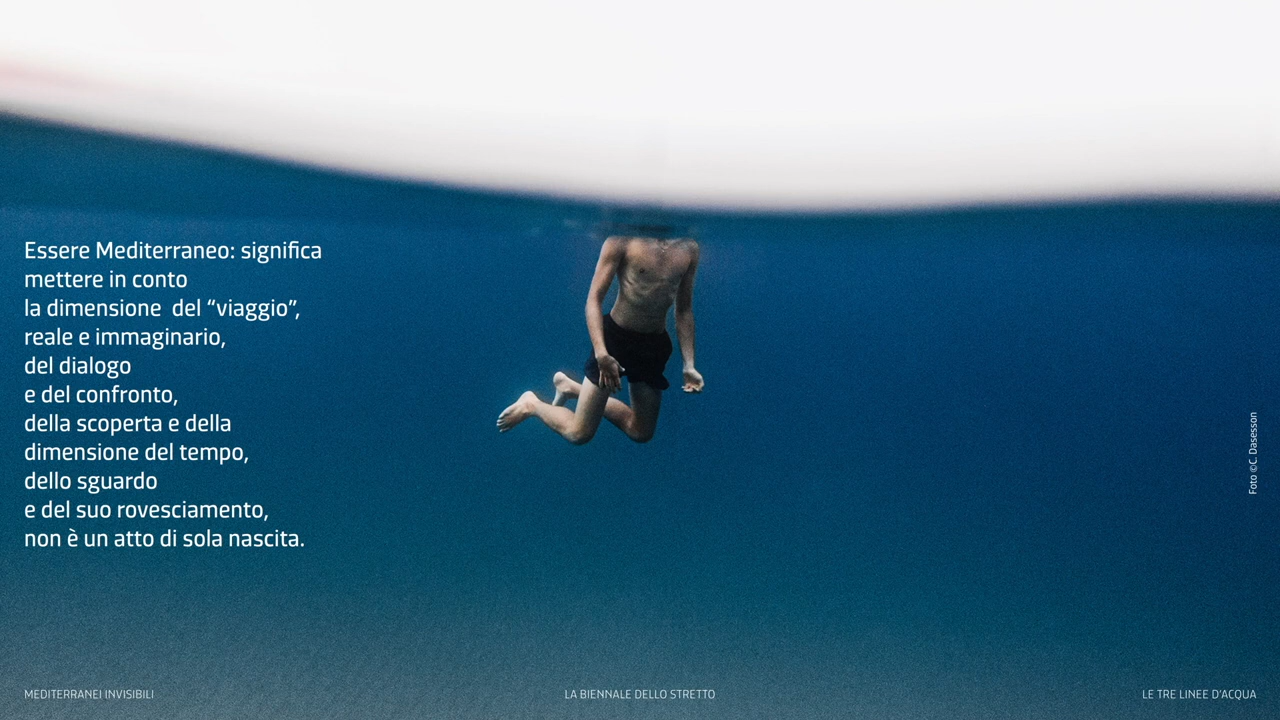 Essere Mediterraneo: significa
mettere in conto
la dimensione  del “viaggio”,
reale e immaginario,
del dialogo
e del confronto,
della scoperta e della
dimensione del tempo,
dello sguardo
e del suo rovesciamento,
non è un atto di sola nascita.
Foto ©C. Dasesson
MEDITERRANEI INVISIBILI
LA BIENNALE DELLO STRETTO
LE TRE LINEE D'ACQUA